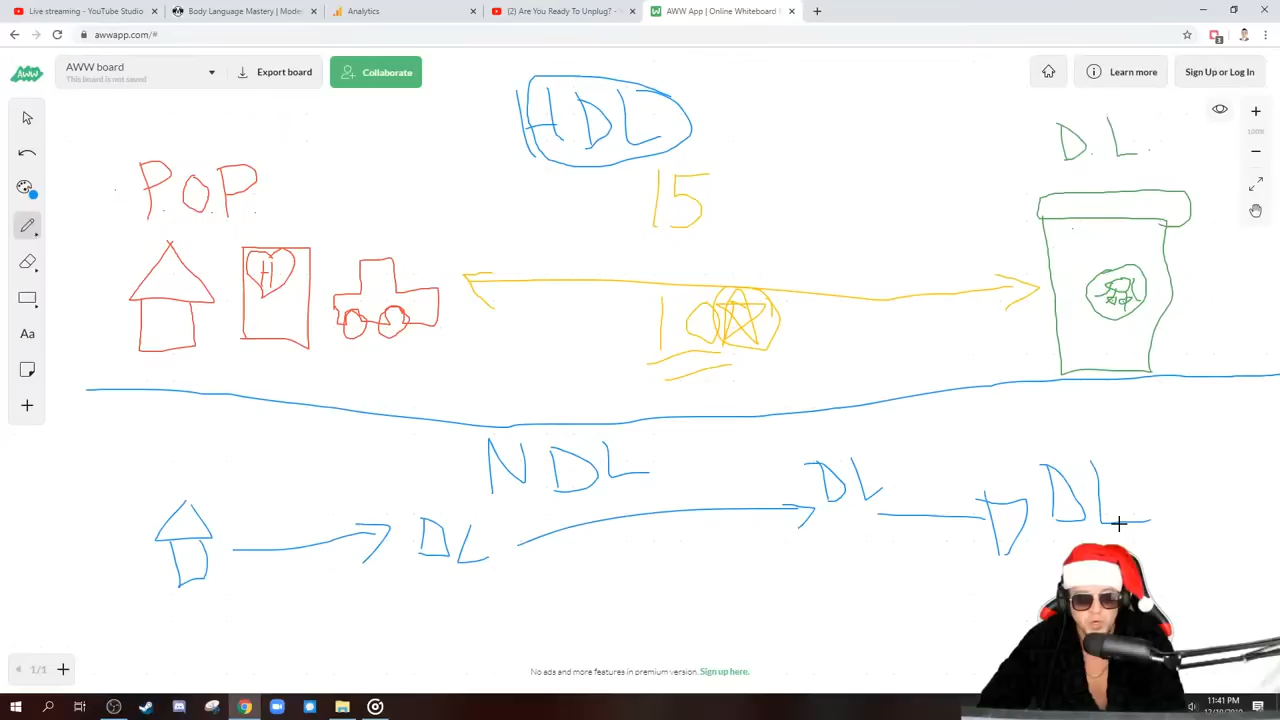 Live streaming - YouTube Studio
Body Language Mastery | Mode
Analytics
(2) Are You Ready To Unplug? -
AWW App | Online Whiteboard
awwapp.com/#
AWW board
This board is not saved
Export board
Collaborate
Learn more
Sign Up or Log In
100%
HDL
D.L.
P.O.P.
15
H
10
NDL
DL
DL
DL
Aa
1/1
No ads and more features in premium version. Sign up here.
11:41 PM